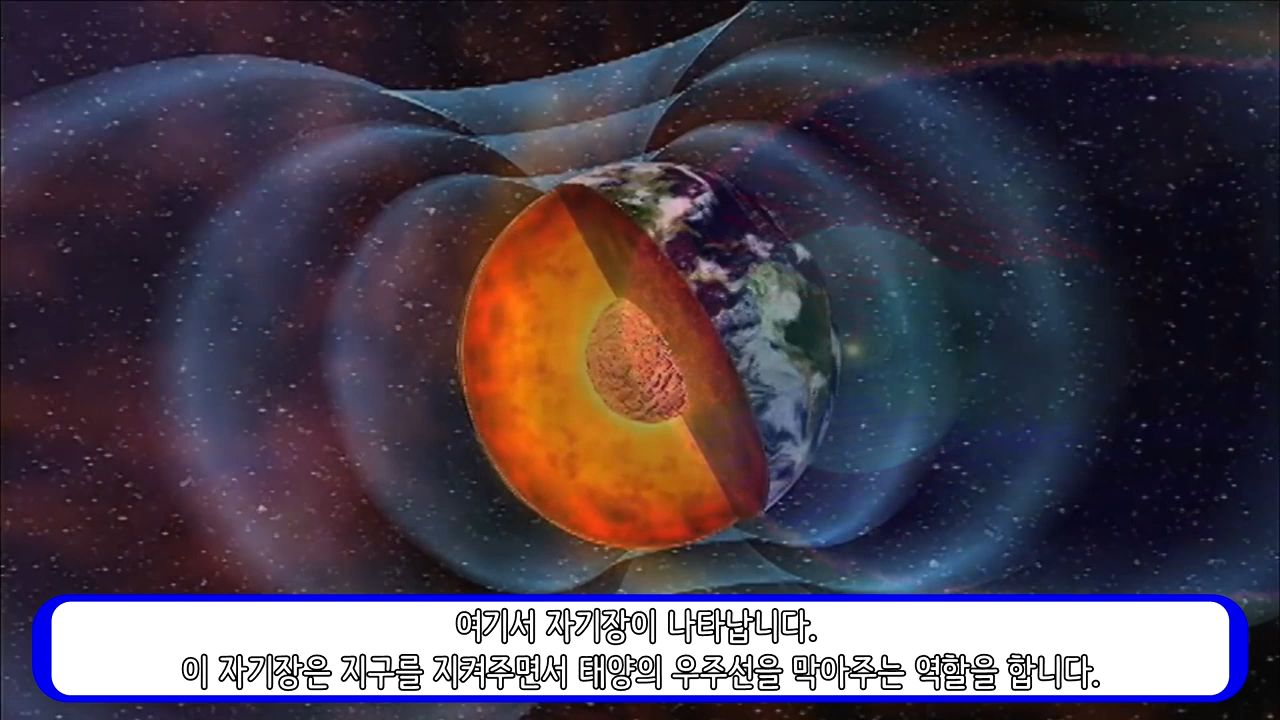 여기서 자기장이 나타납니다.
이 자기장은 지구를 지켜주면서 태양의 우주선을 막아주는 역할을 합니다.